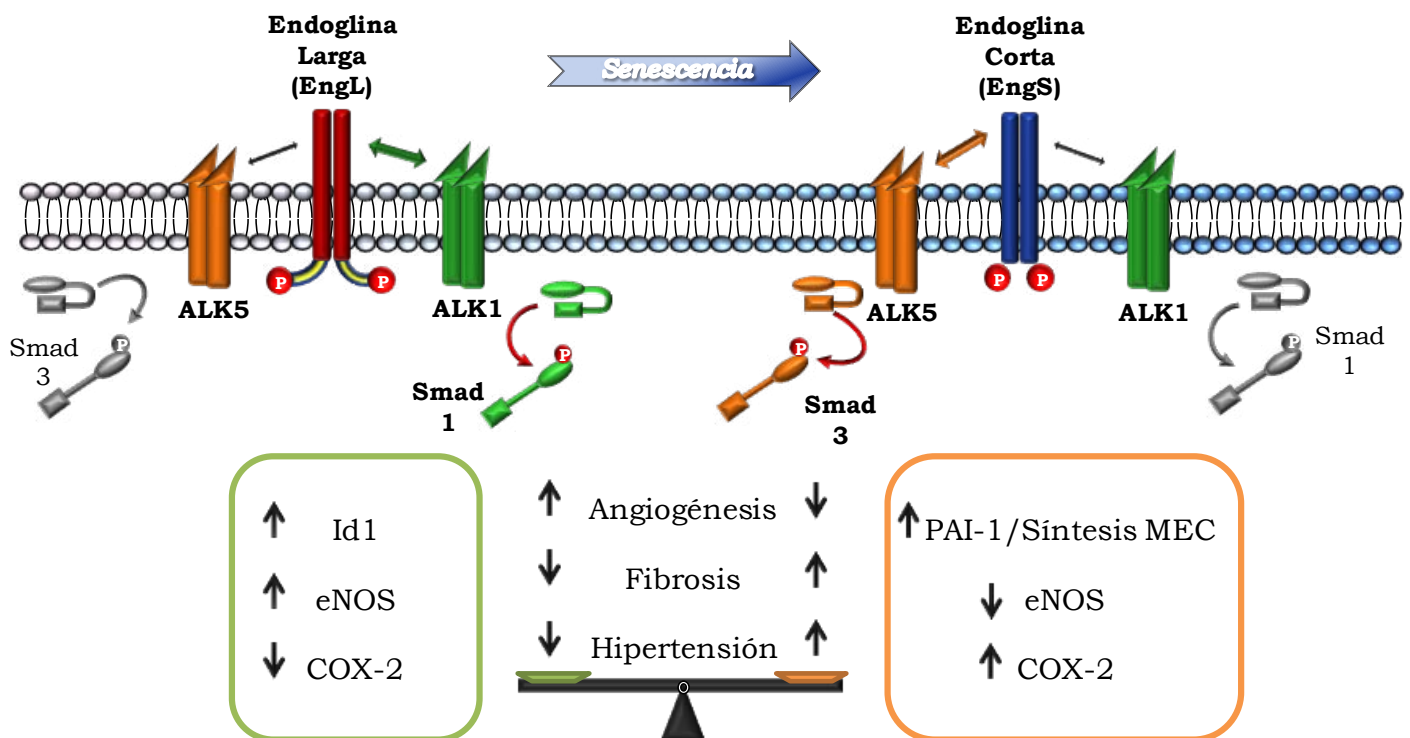 Endoglina
Larga
(EngL)
Senescencia
Endoglina
Corta
(EngS)
P
P
P
P
ALK5
ALK1
ALK5
ALK1
Smad
3
P
P
Smad
1
P
Smad
3
P
Smad
1
↑ Id1
↑ eNOS
↓ COX-2
↑ Angiogénesis ↓
↓ Fibrosis ↑
↓ Hipertensión ↑
↑ PAI-1/Síntesis MEC
↓ eNOS
↑ COX-2